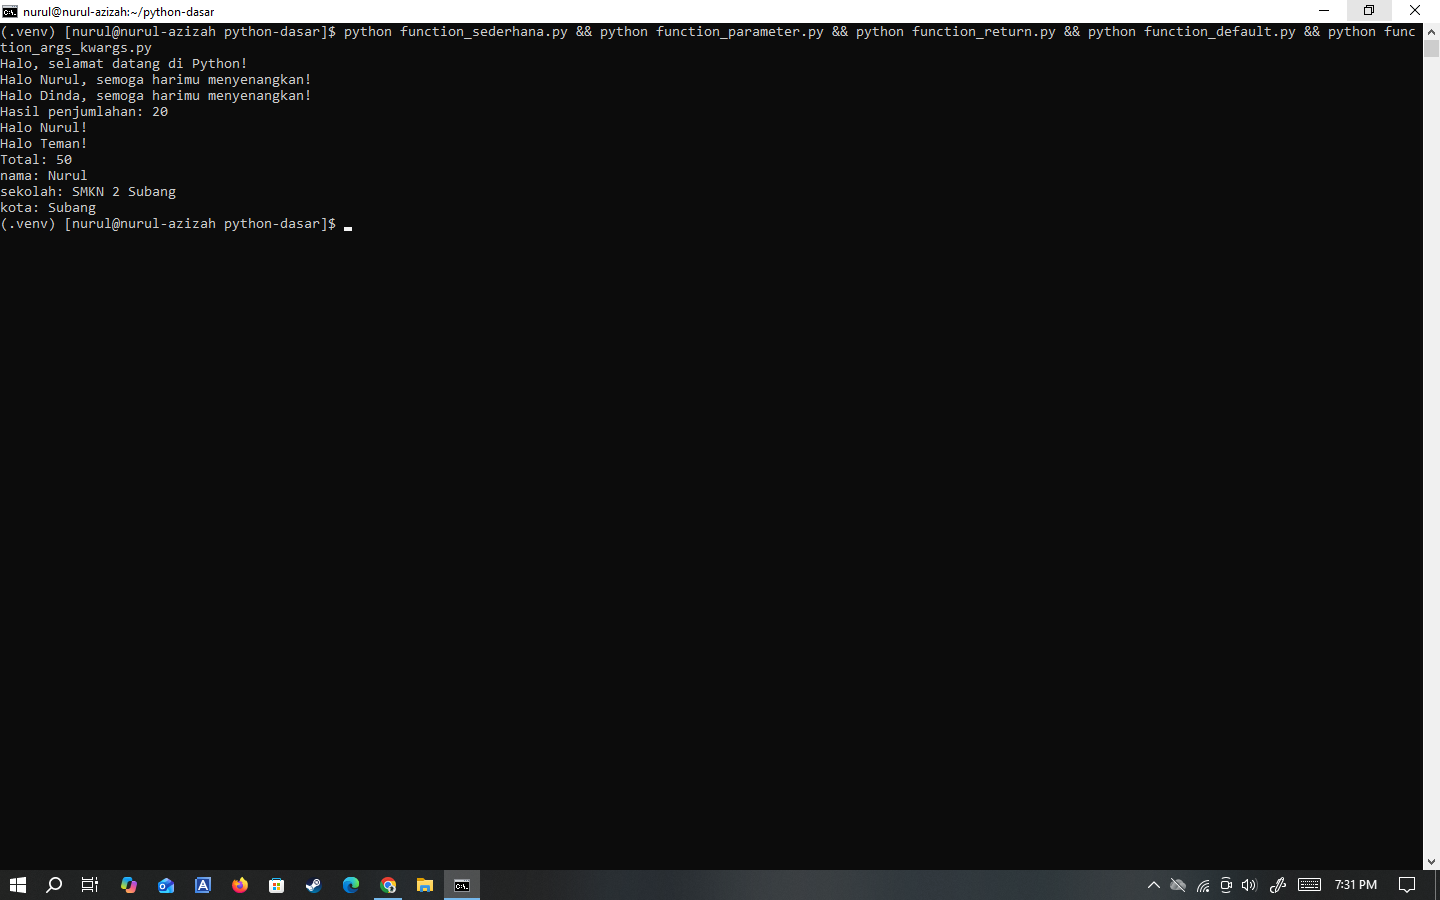 nurul@nurul-azizah:~/python-dasar
(.venv) [nurul@nurul-azizah python-dasar]$ python function_sederhana.py && python function_parameter.py && python function_return.py && python function_default.py && python func
tion_args_kwargs.py
Halo, selamat datang di Python!
Halo Nurul, semoga harimu menyenangkan!
Halo Dinda, semoga harimu menyenangkan!
Hasil penjumlahan: 20
Halo Nurul!
Halo Teman!
Total: 50
nama: Nurul
sekolah: SMKN 2 Subang
kota: Subang
(.venv) [nurul@nurul-azizah python-dasar]$
7:31 PM